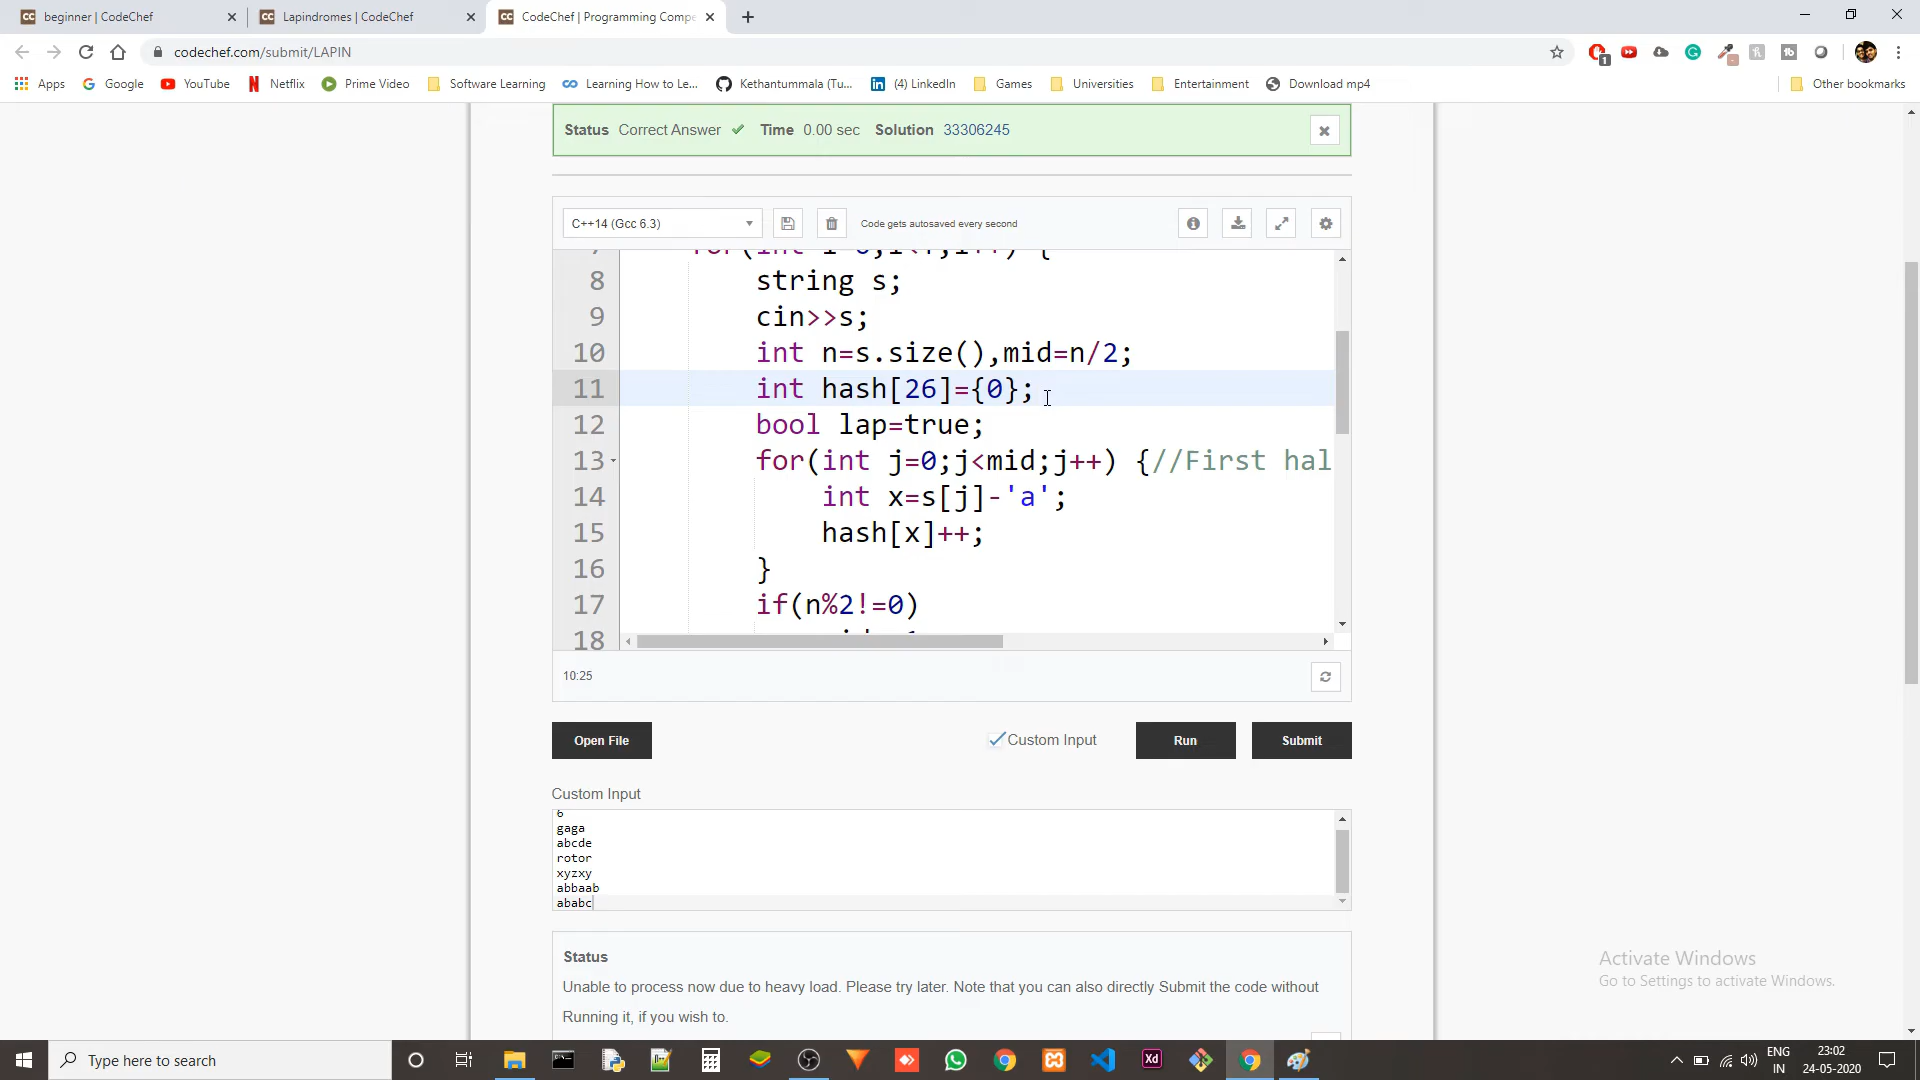 beginner | CodeChef
Lapindromes | CodeChef
CodeChef | Programming Compe
codechef.com/submit/LAPIN
Apps
Google
YouTube
Netflix
Prime Video
Software Learning
Learning How to Le...
Kethantummala (Tu...
(4) LinkedIn
Games
Universities
Entertainment
Download mp4
Other bookmarks
Status Correct Answer Time 0.00 sec Solution 33306245
C++14 (Gcc 6.3)
Code gets autosaved every second
8 string s;
9 cin>>s;
10 int n=s.size(),mid=n/2;
11 int hash[26]={0};
12 bool lap=true;
13 for(int j=0;j<mid;j++) {//First hal
14 int x=s[j]-'a';
15 hash[x]++;
16 }
17 if(n%2!=0)
18
10:25
Open File
Custom Input
Run
Submit
Custom Input
6
gaga
abcde
rotor
xyzxy
abbaab
ababc
Status
Unable to process now due to heavy load. Please try later. Note that you can also directly Submit the code without
Running it, if you wish to.
Activate Windows
Go to Settings to activate Windows.
Type here to search
Xd
ENG
IN
23:02
24-05-2020